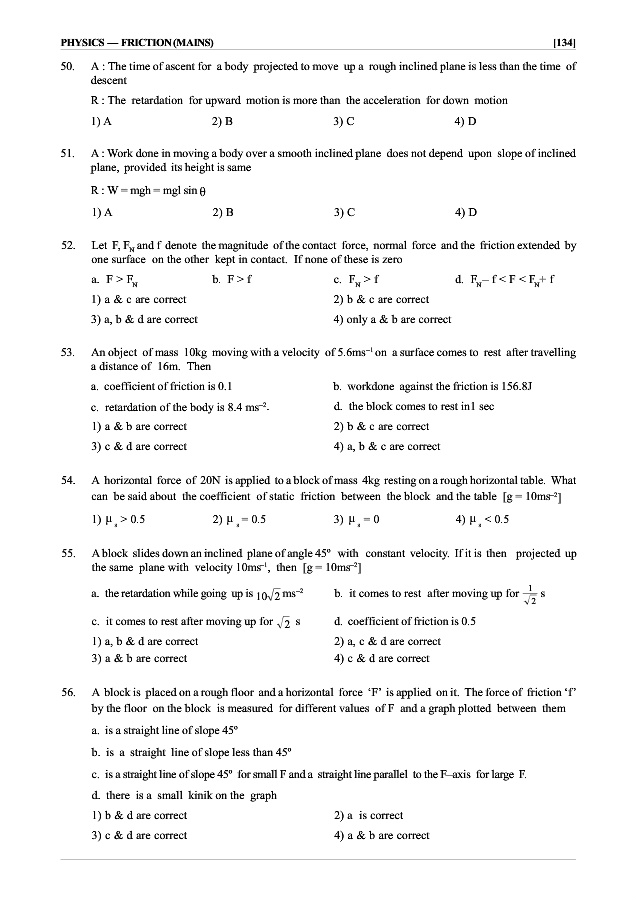 PHYSICS — FRICTION (MAINS) [134]
50. A : The time of ascent for a body projected to move up a rough inclined plane is less than the time of
descent
R : The retardation for upward motion is more than the acceleration for down motion
1) A 2) B 3) C 4) D
51. A : Work done in moving a body over a smooth inclined plane does not depend upon slope of inclined
plane, provided its height is same
R : W = mgh = mgl sin θ
1) A 2) B 3) C 4) D
52. Let F, F_N and f denote the magnitude of the contact force, normal force and the friction extended by
one surface on the other kept in contact. If none of these is zero
a. F > F_N b. F > f c. F_N > f d. F_N – f < F < F_N + f
1) a & c are correct 2) b & c are correct
3) a, b & d are correct 4) only a & b are correct
53. An object of mass 10kg moving with a velocity of 5.6ms⁻¹ on a surface comes to rest after travelling
a distance of 16m. Then
a. coefficient of friction is 0.1 b. workdone against the friction is 156.8J
c. retardation of the body is 8.4 ms⁻². d. the block comes to rest in1 sec
1) a & b are correct 2) b & c are correct
3) c & d are correct 4) a, b & c are correct
54. A horizontal force of 20N is applied to a block of mass 4kg resting on a rough horizontal table. What
can be said about the coefficient of static friction between the block and the table [g = 10ms⁻²]
1) μ_s > 0.5 2) μ_s = 0.5 3) μ_s = 0 4) μ_s < 0.5
55. A block slides down an inclined plane of angle 45° with constant velocity. If it is then projected up
the same plane with velocity 10ms⁻¹, then [g = 10ms⁻²]
a. the retardation while going up is 10√2 ms⁻² b. it comes to rest after moving up for 1/√2 s
c. it comes to rest after moving up for √2 s d. coefficient of friction is 0.5
1) a, b & d are correct 2) a, c & d are correct
3) a & b are correct 4) c & d are correct
56. A block is placed on a rough floor and a horizontal force ‘F’ is applied on it. The force of friction ‘f’
by the floor on the block is measured for different values of F and a graph plotted between them
a. is a straight line of slope 45°
b. is a straight line of slope less than 45°
c. is a straight line of slope 45° for small F and a straight line parallel to the F–axis for large F.
d. there is a small kinik on the graph
1) b & d are correct 2) a is correct
3) c & d are correct 4) a & b are correct